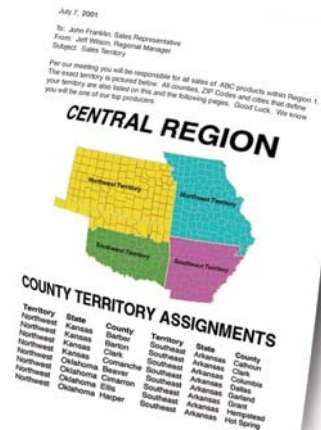 July 7, 2001
To: John Franklin, Sales Representative
From: Jeff Wilson, Regional Manager
Subject: Sales Territory
Per our meeting you will be responsible for all sales of ABC products within Region 1.
The exact territory is pictured below. All counties, ZIP Codes and cities that define
your territory are also listed on this and the following pages. Good Luck. We know
you will be one of our top producers.
CENTRAL REGION
Northwest Territory
Northeast Territory
Southwest Territory
Southeast Territory
COUNTY TERRITORY ASSIGNMENTS
Territory State County Territory State County
Northwest Kansas Barber Southeast Arkansas Calhoun
Northwest Kansas Barton Southeast Arkansas Clark
Northwest Kansas Clark Southeast Arkansas Columbia
Northwest Kansas Comanche Southeast Arkansas Dallas
Northwest Oklahoma Beaver Southeast Arkansas Garland
Northwest Oklahoma Cimarron Southeast Arkansas Grant
Northwest Oklahoma Ellis Southeast Arkansas Hempstead
Northwest Oklahoma Harper Southeast Arkansas Hot Spring